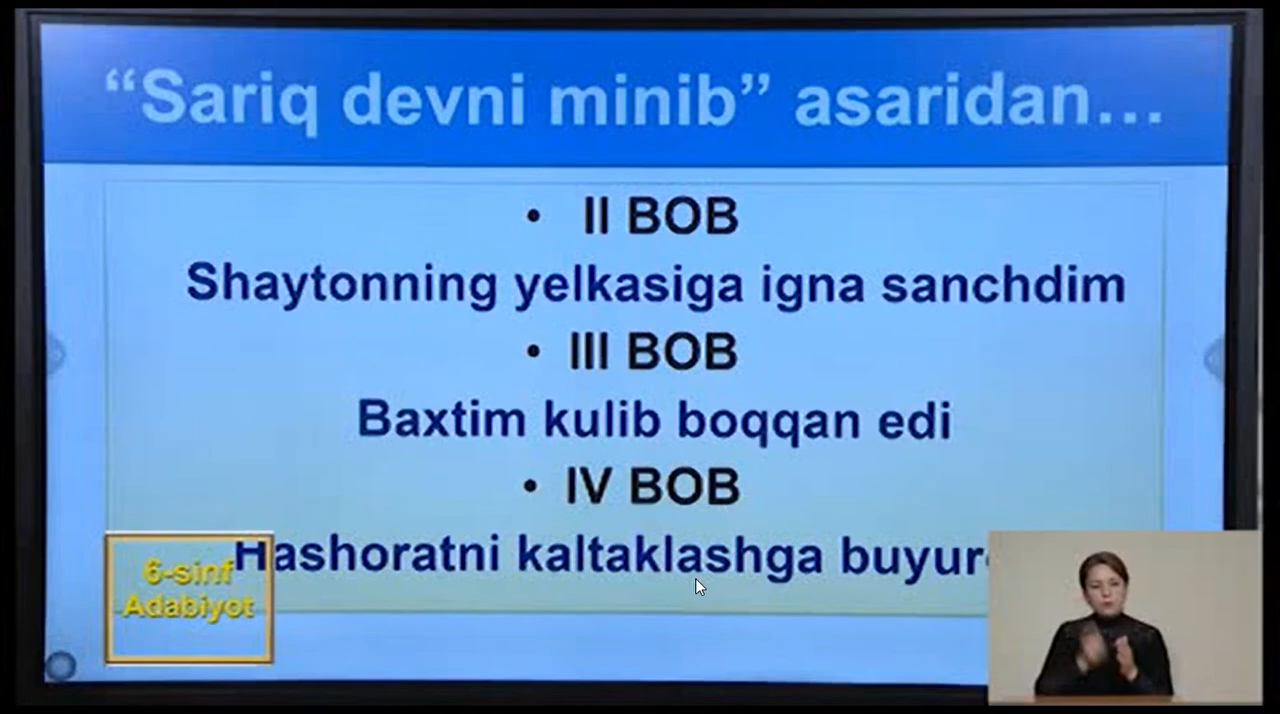 “Sariq devni minib” asaridan...
• II BOB
Shaytonning yelkasiga igna sanchdim
• III BOB
Baxtim kulib boqqan edi
• IV BOB
Hashoratni kaltaklashga
6-sinf
Adabiyot